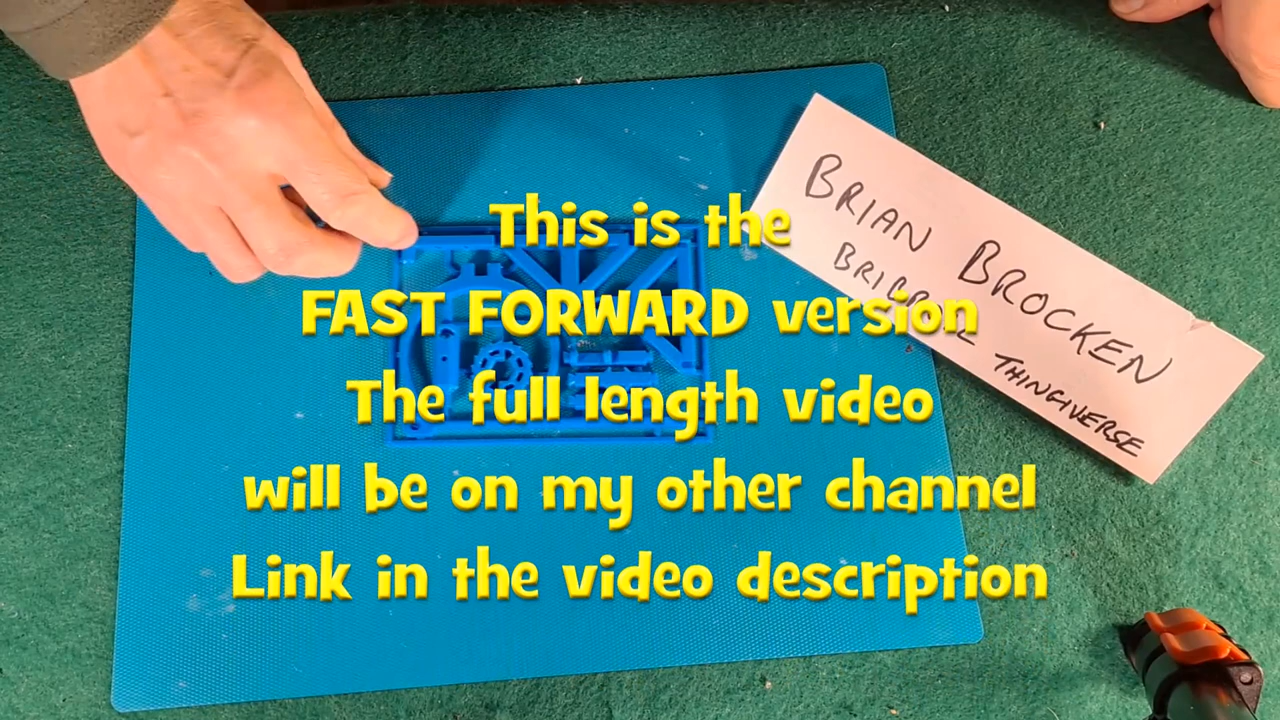 This is the
FAST FORWARD version
The full length video
will be on my other channel
Link in the video description
BRIAN BROCKEN
THINGIVERSE